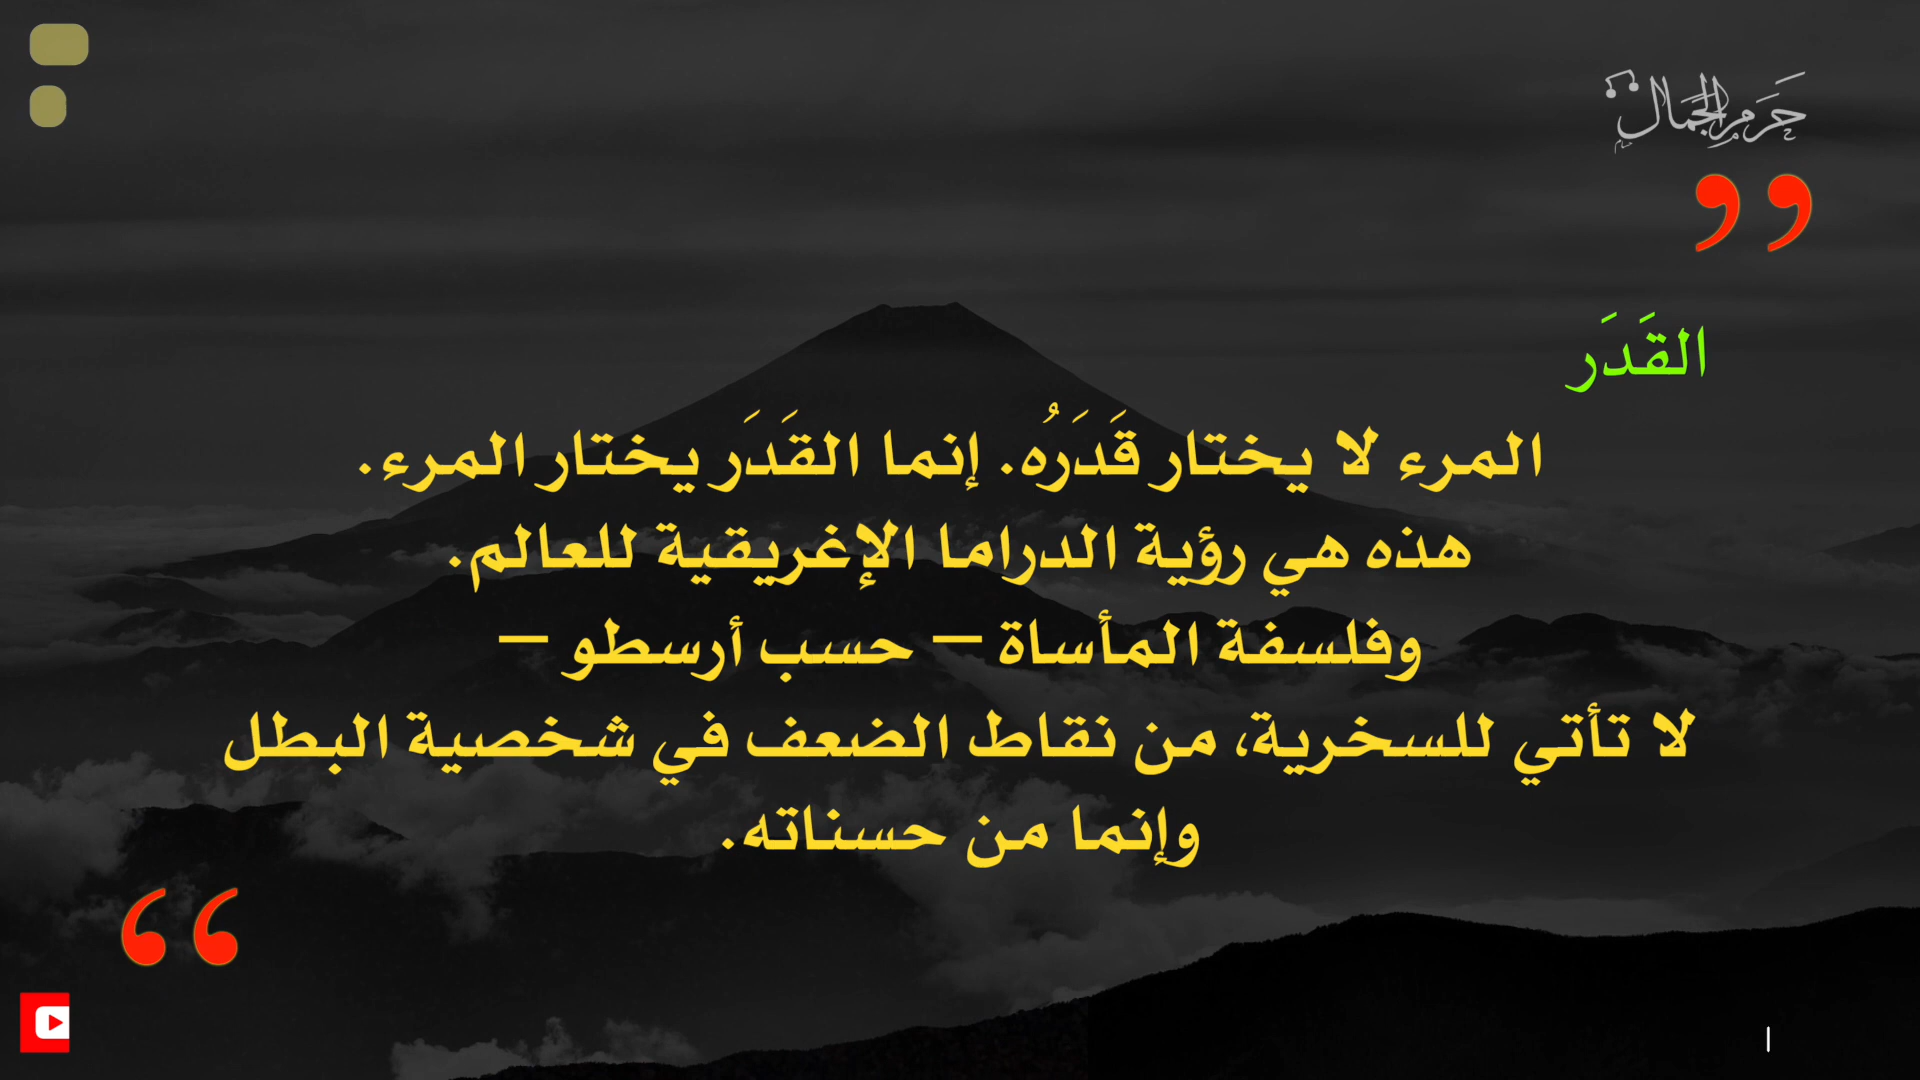 حَرَم الجَمَال
القَدَر
المرء لا يختار قَدَرُه. إنما القَدَر يختار المرء.
هذه هي رؤية الدراما الإغريقية للعالم.
وفلسفة المأساة – حسب أرسطو –
لا تأتي للسخرية، من نقاط الضعف في شخصية البطل
وإنما من حسناته.